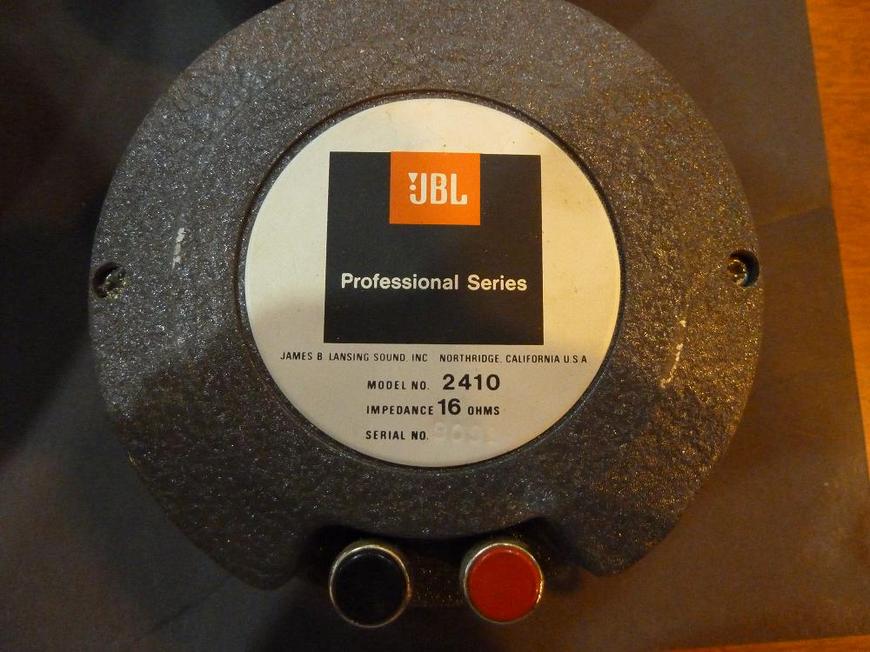 JBL
Professional Series
JAMES B LANSING SOUND, INC NORTHRIDGE, CALIFORNIA U.S.A
MODEL NO. 2410
IMPEDANCE 16 OHMS
SERIAL NO.